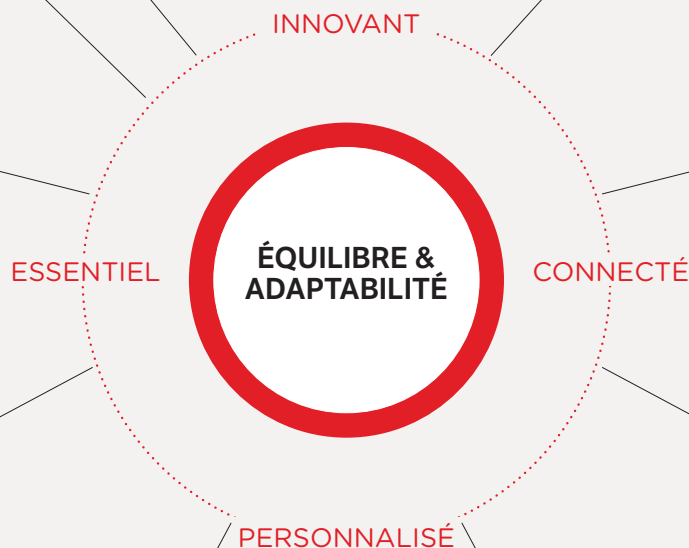 INNOVANT
ÉQUILIBRE &
ADAPTABILITÉ
ESSENTIEL
CONNECTÉ
PERSONNALISÉ